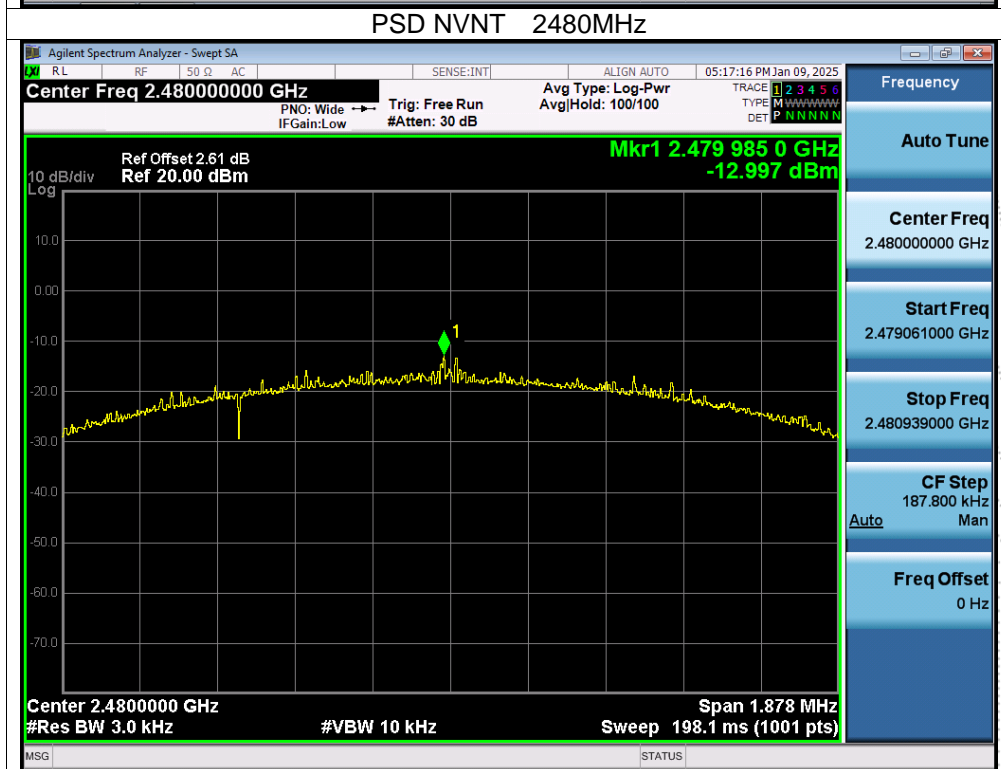 PSD NVNT 2480MHz
Agilent Spectrum Analyzer - Swept SA
LXI RL RF 50 Ω AC SENSE:INT ALIGN AUTO 05:17:16 PM Jan 09, 2025
Center Freq 2.480000000 GHz
PNO: Wide
IFGain:Low
Trig: Free Run
#Atten: 30 dB
Avg Type: Log-Pwr
Avg|Hold: 100/100
TRACE 1 2 3 4 5 6
TYPE M WWWWW
DET P N N N N N
Ref Offset 2.61 dB
10 dB/div Ref 20.00 dBm
Log
Mkr1 2.479 985 0 GHz
-12.997 dBm
10.0
0.00
1
-10.0
-20.0
-30.0
-40.0
-50.0
-60.0
-70.0
Center 2.4800000 GHz Span 1.878 MHz
#Res BW 3.0 kHz #VBW 10 kHz Sweep 198.1 ms (1001 pts)
MSG STATUS
Frequency
Auto Tune
Center Freq
2.480000000 GHz
Start Freq
2.479061000 GHz
Stop Freq
2.480939000 GHz
CF Step
187.800 kHz
Auto Man
Freq Offset
0 Hz